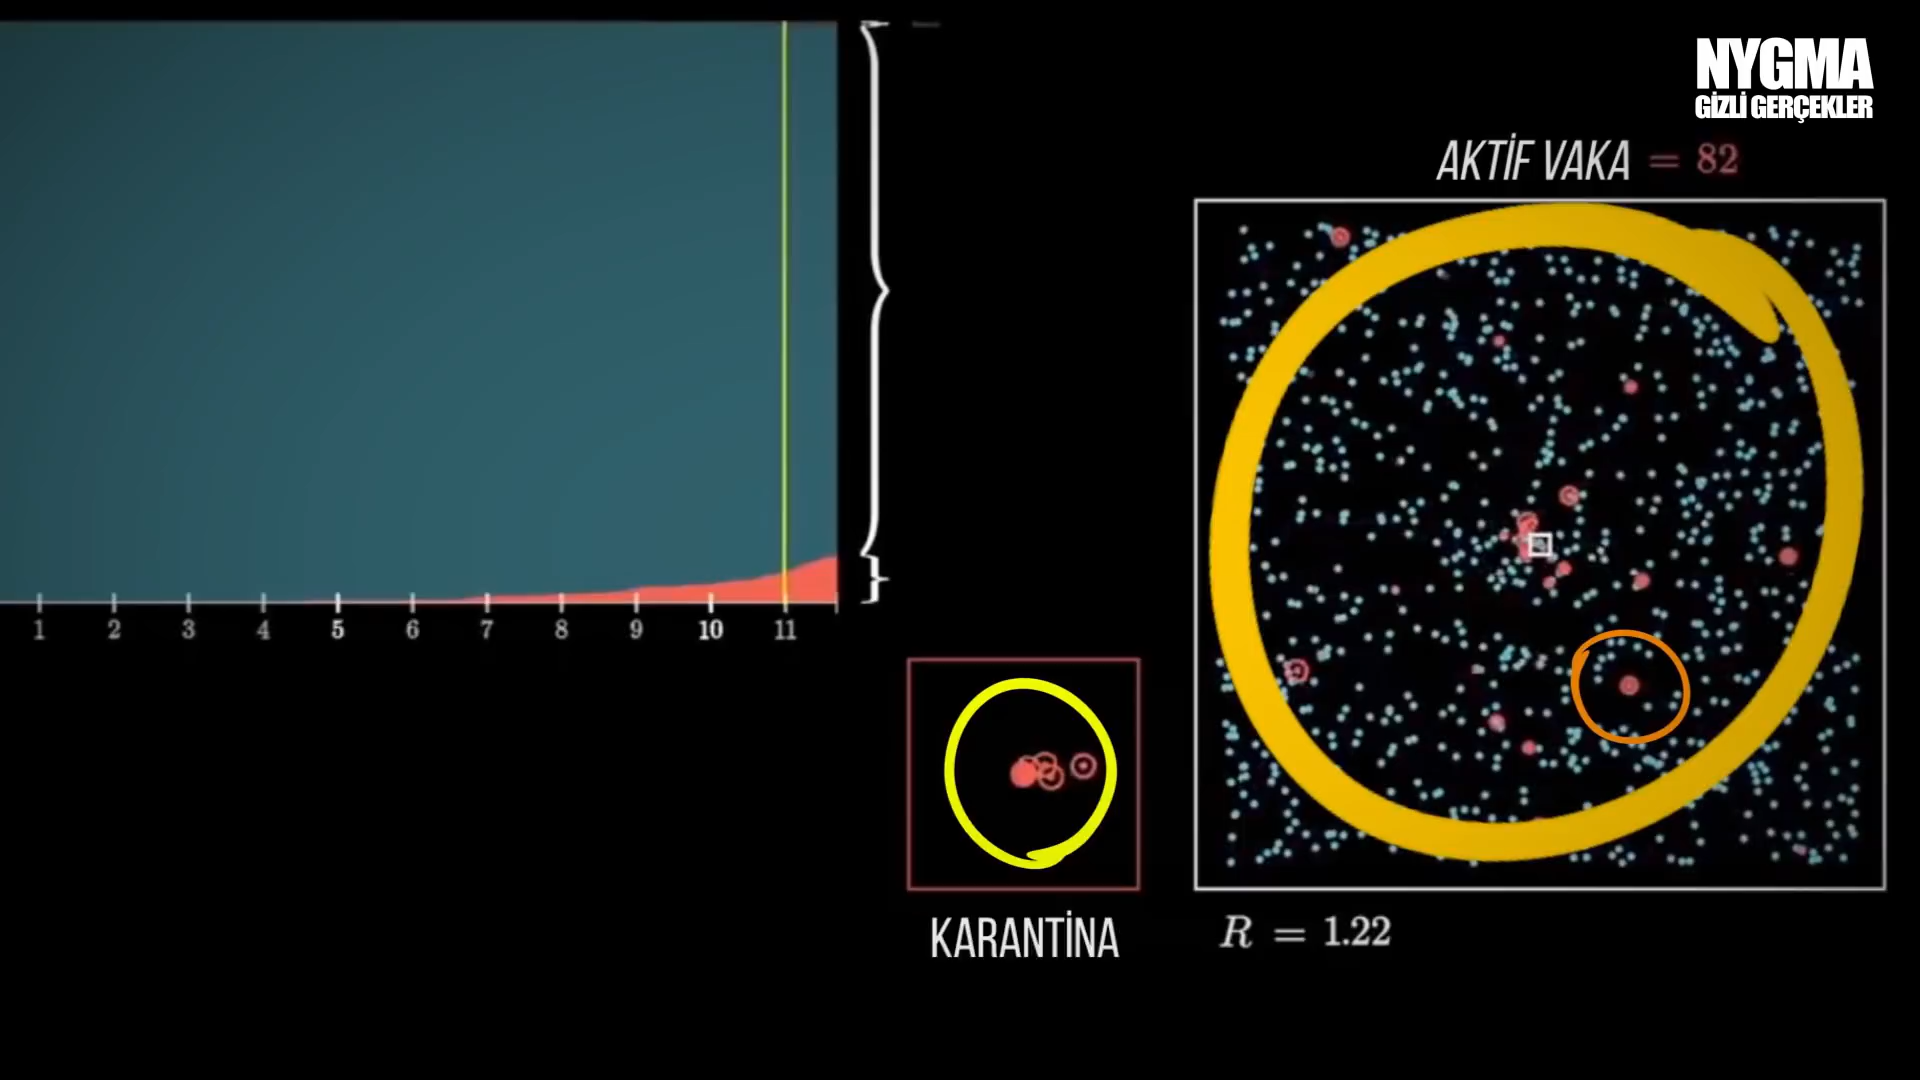 NYGMA
GİZLİ GERÇEKLER
AKTİF VAKA = 82
1 2 3 4 5 6 7 8 9 10 11
KARANTİNA
R = 1.22